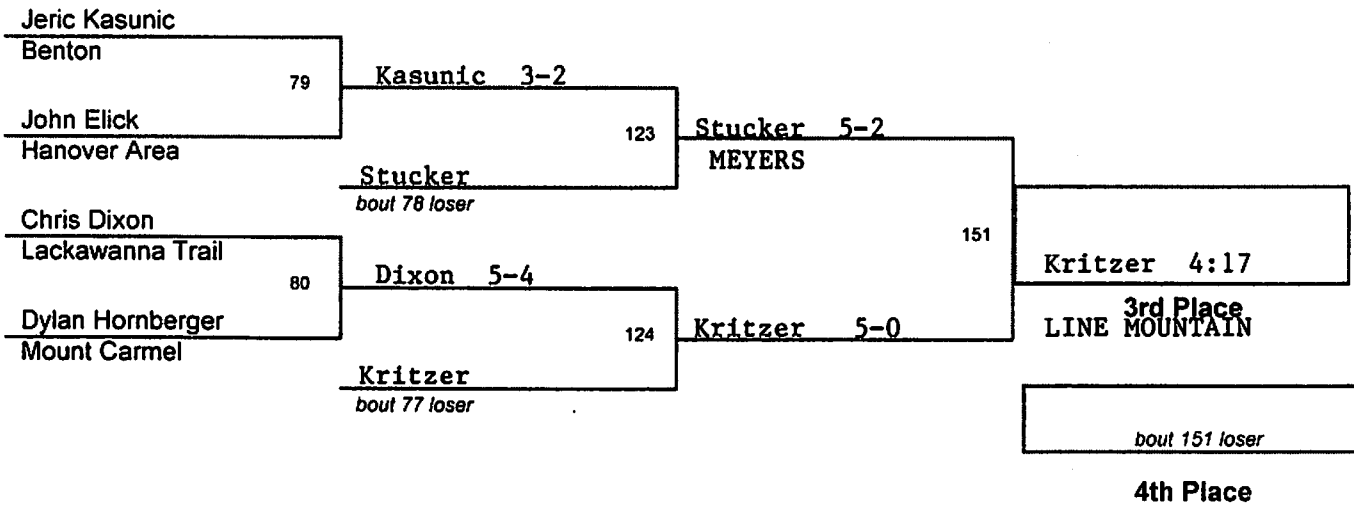 Jeric Kasunic
Benton
79
Kasunic 3-2
John Elick
Hanover Area
123
Stucker 5-2
MEYERS
Stucker
bout 78 loser
Chris Dixon
Lackawanna Trail
151
80
Dixon 5-4
Kritzer 4:17
3rd Place
LINE MOUNTAIN
Dylan Hornberger
Mount Carmel
124
Kritzer 5-0
Kritzer
bout 77 loser
bout 151 loser
4th Place